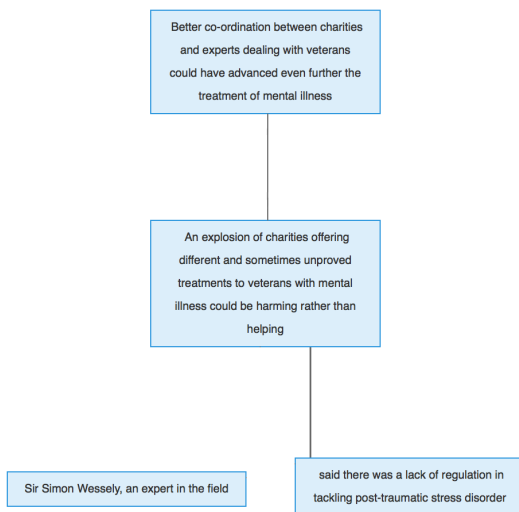 Better co-ordination between charities
and experts dealing with veterans
could have advanced even further the
treatment of mental illness
An explosion of charities offering
different and sometimes unproved
treatments to veterans with mental
illness could be harming rather than
helping
Sir Simon Wessely, an expert in the field
said there was a lack of regulation in
tackling post-traumatic stress disorder